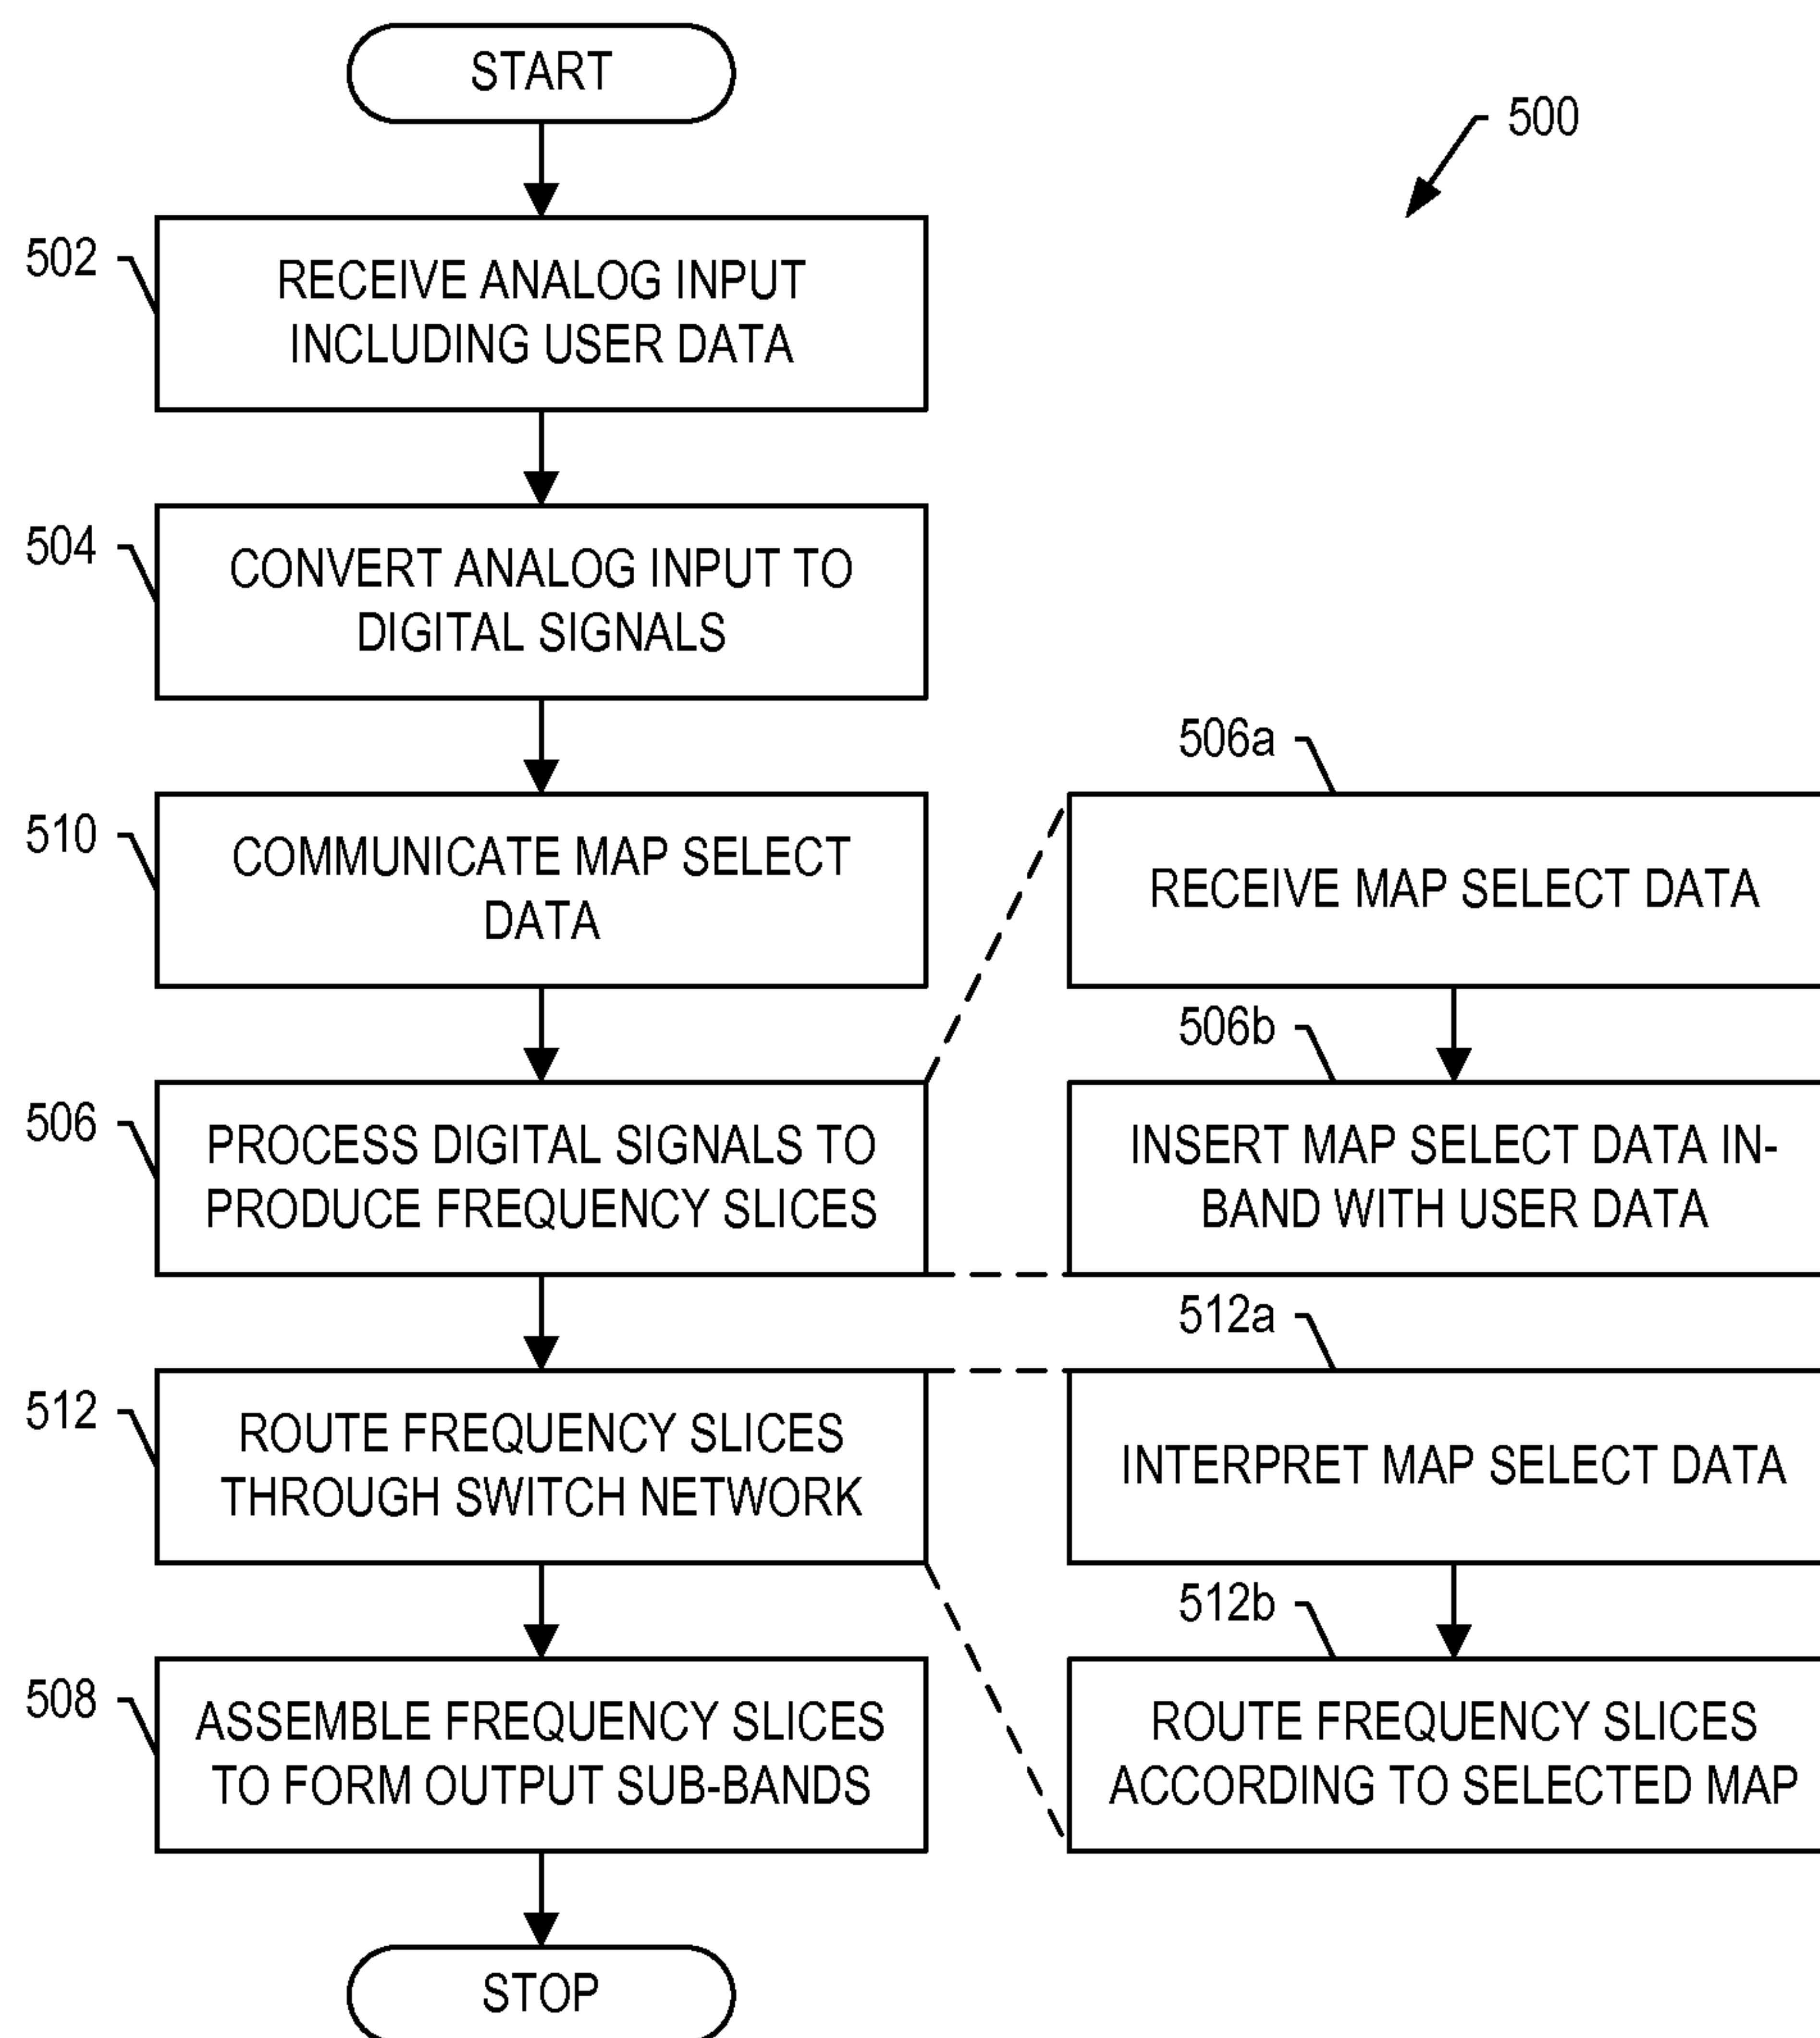 START
500
502
RECEIVE ANALOG INPUT
INCLUDING USER DATA
504
CONVERT ANALOG INPUT TO
DIGITAL SIGNALS
510
COMMUNICATE MAP SELECT
DATA
506
PROCESS DIGITAL SIGNALS TO
PRODUCE FREQUENCY SLICES
506a
RECEIVE MAP SELECT DATA
506b
INSERT MAP SELECT DATA IN-
BAND WITH USER DATA
512
ROUTE FREQUENCY SLICES
THROUGH SWITCH NETWORK
512a
INTERPRET MAP SELECT DATA
512b
ROUTE FREQUENCY SLICES
ACCORDING TO SELECTED MAP
508
ASSEMBLE FREQUENCY SLICES
TO FORM OUTPUT SUB-BANDS
STOP